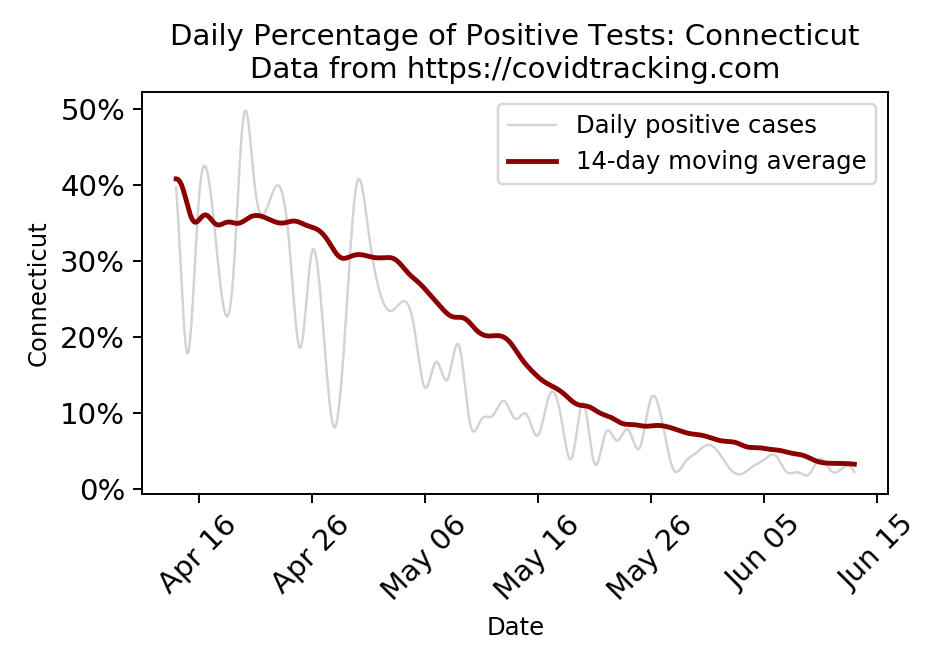 Daily Percentage of Positive Tests: Connecticut
Data from https://covidtracking.com
Daily positive cases
14-day moving average
50%
40%
30%
20%
10%
0%
Connecticut
Apr 16
Apr 26
May 06
May 16
May 26
Jun 05
Jun 15
Date